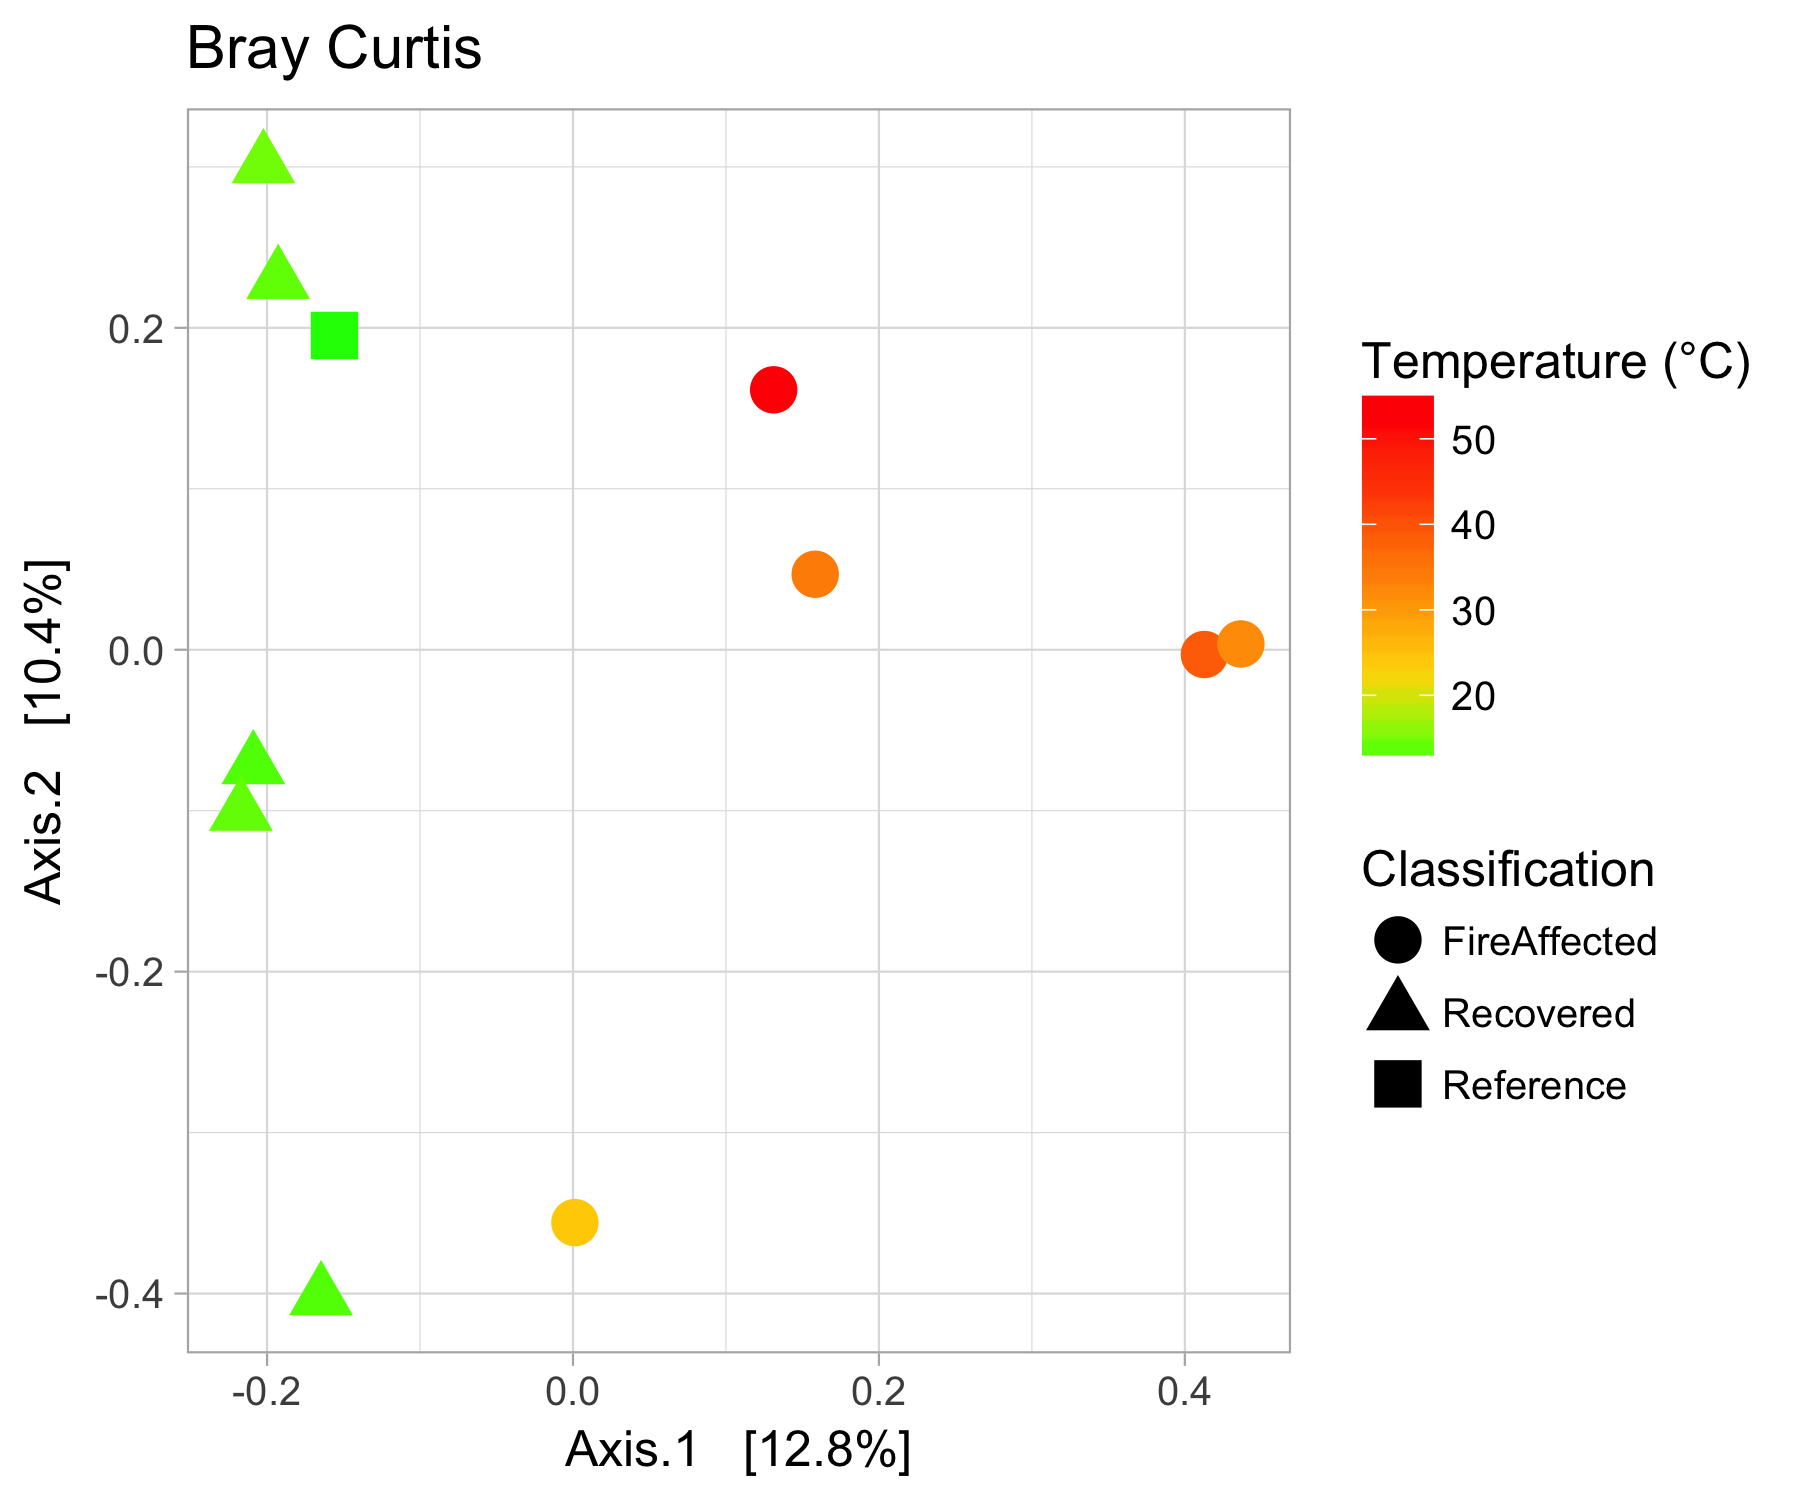 Bray Curtis
0.2
0.0
-0.2
-0.4
Axis.2 [10.4%]
-0.2 0.0 0.2 0.4
Axis.1 [12.8%]
Temperature (°C)
50
40
30
20
Classification
FireAffected
Recovered
Reference